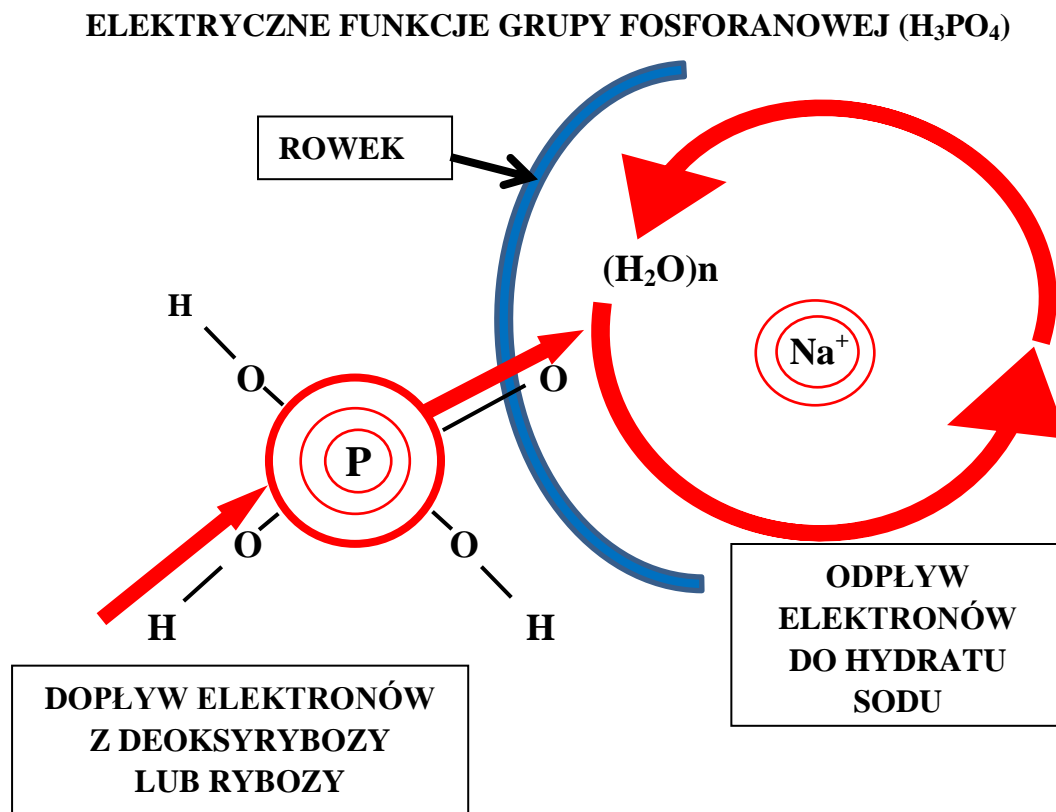 ELEKTRYCZNE FUNKCJE GRUPY FOSFORANOWEJ (H₃PO₄)
ROWEK
(H₂O)n
H
O
O
Na⁺
P
O
O
H
H
ODPŁYW
ELEKTRONÓW
DO HYDRATU
SODU
DOPŁYW ELEKTRONÓW
Z DEOKSYRYBOZY
LUB RYBOZY